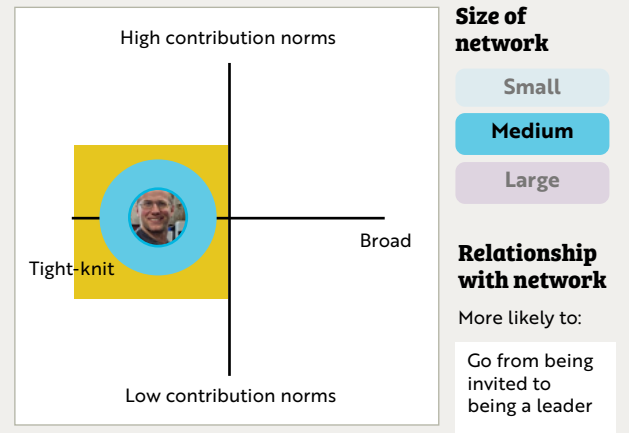 High contribution norms
Broad
Tight-knit
Low contribution norms
Size of
network
Small
Medium
Large
Relationship
with network
More likely to:
Go from being
invited to
being a leader